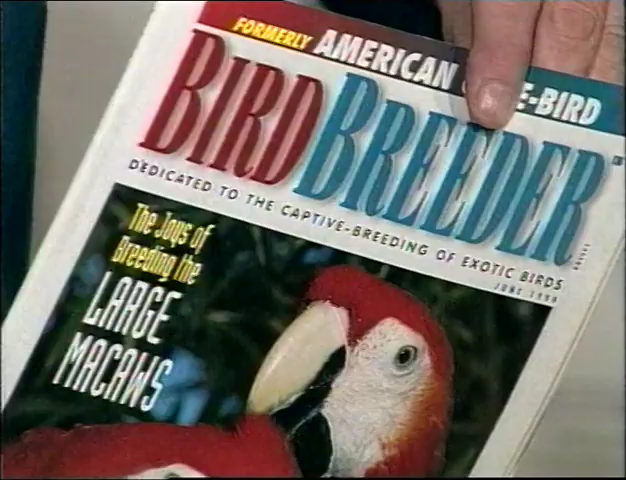 FORMERLY AMERICAN E-BIRD
BIRD BREEDER
DEDICATED TO THE CAPTIVE-BREEDING OF EXOTIC BIRDS
JUNE
The Joys of
Breeding the
LARGE
MACAWS